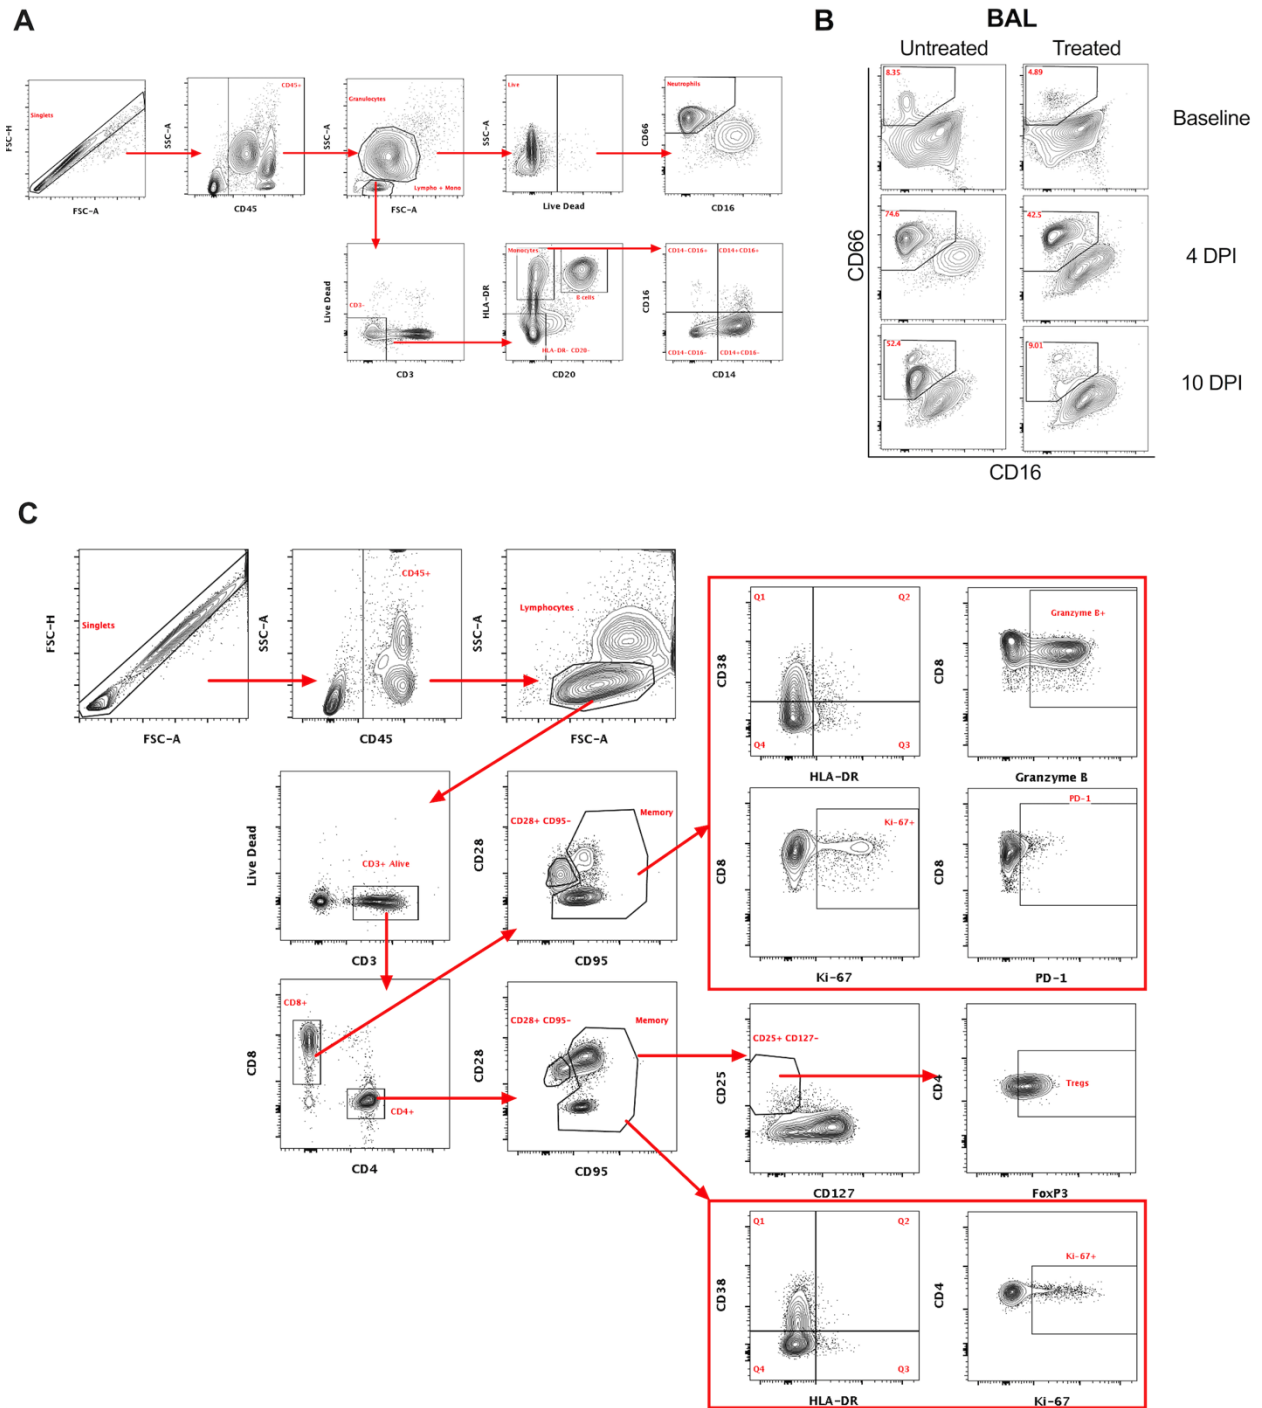 A
FSC-H
Singlets
FSC-A
SSC-A
CD45+
CD45
SSC-A
Granulocytes
Lympho + Mono
FSC-A
SSC-A
Live
Live Dead
CD66
Neutrophils
CD16
Live Dead
CD3-
CD3
HLA-DR
Monocytes
B cells
HLA-DR- CD20-
CD20
CD16
CD14-CD16+
CD14+CD16+
CD14-CD16-
CD14+CD16-
CD14
B
BAL
Untreated
Treated
8.35
4.89
Baseline
74.6
42.5
4 DPI
52.4
9.01
10 DPI
CD66
CD16
C
FSC-H
Singlets
FSC-A
SSC-A
CD45+
CD45
SSC-A
Lymphocytes
FSC-A
Live Dead
CD3+ Alive
CD3
CD28
CD28+ CD95-
Memory
CD95
CD38
Q1
Q2
Q4
Q3
HLA-DR
CD8
Granzyme B+
Granzyme B
CD8
Ki-67+
Ki-67
CD8
PD-1
PD-1
CD8
CD8+
CD4+
CD4
CD28
CD28+ CD95-
Memory
CD95
CD25
CD25+ CD127-
CD127
CD4
Tregs
FoxP3
CD38
Q1
Q2
Q4
Q3
HLA-DR
CD4
Ki-67+
Ki-67